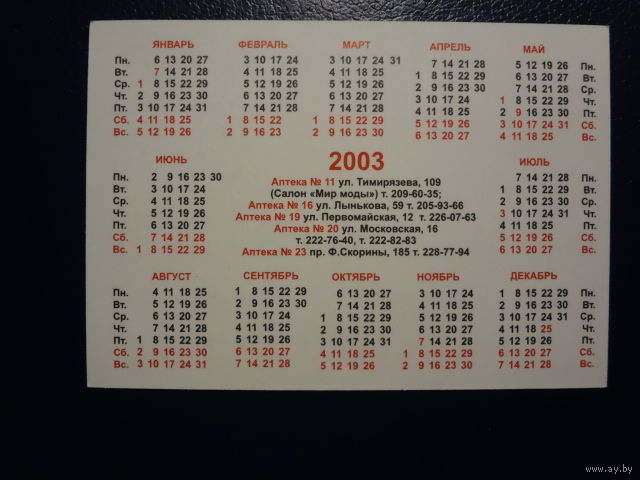 ЯНВАРЬ ФЕВРАЛЬ МАРТ АПРЕЛЬ МАЙ
Пн. 6 13 20 27 3 10 17 24 3 10 17 24 31 7 14 21 28 5 12 19 26 Пн.
Вт. 7 14 21 28 4 11 18 25 4 11 18 25 1 8 15 22 29 6 13 20 27 Вт.
Ср. 1 8 15 22 29 5 12 19 26 5 12 19 26 2 9 16 23 30 7 14 21 28 Ср.
Чт. 2 9 16 23 30 6 13 20 27 6 13 20 27 3 10 17 24 1 8 15 22 29 Чт.
Пт. 3 10 17 24 31 7 14 21 28 7 14 21 28 4 11 18 25 2 9 16 23 30 Пт.
Сб. 4 11 18 25 1 8 15 22 1 8 15 22 29 5 12 19 26 3 10 17 24 31 Сб.
Вс. 5 12 19 26 2 9 16 23 2 9 16 23 30 6 13 20 27 4 11 18 25 Вс.
ИЮНЬ 2003 ИЮЛЬ
Пн. 2 9 16 23 30 7 14 21 28 Пн.
Вт. 3 10 17 24 1 8 15 22 29 Вт.
Ср. 4 11 18 25 2 9 16 23 30 Ср.
Чт. 5 12 19 26 3 10 17 24 31 Чт.
Пт. 6 13 20 27 4 11 18 25 Пт.
Сб. 7 14 21 28 5 12 19 26 Сб.
Вс. 1 8 15 22 29 6 13 20 27 Вс.
Аптека № 11 ул. Тимирязева, 109
(Салон «Мир моды») т. 209-60-35;
Аптека № 16 ул. Лынькова, 59 т. 205-93-66
Аптека № 19 ул. Первомайская, 12 т. 226-07-63
Аптека № 20 ул. Московская, 16
т. 222-76-40, т. 222-82-83
Аптека № 23 пр. Ф.Скорины, 185 т. 228-77-94
АВГУСТ СЕНТЯБРЬ ОКТЯБРЬ НОЯБРЬ ДЕКАБРЬ
Пн. 4 11 18 25 1 8 15 22 29 6 13 20 27 3 10 17 24 1 8 15 22 29 Пн.
Вт. 5 12 19 26 2 9 16 23 30 7 14 21 28 4 11 18 25 2 9 16 23 30 Вт.
Ср. 6 13 20 27 3 10 17 24 1 8 15 22 29 5 12 19 26 3 10 17 24 31 Ср.
Чт. 7 14 21 28 4 11 18 25 2 9 16 23 30 6 13 20 27 4 11 18 25 Чт.
Пт. 1 8 15 22 29 5 12 19 26 3 10 17 24 31 7 14 21 28 5 12 19 26 Пт.
Сб. 2 9 16 23 30 6 13 20 27 4 11 18 25 1 8 15 22 29 6 13 20 27 Сб.
Вс. 3 10 17 24 31 7 14 21 28 5 12 19 26 2 9 16 23 30 7 14 21 28 Вс.
www.ay.by